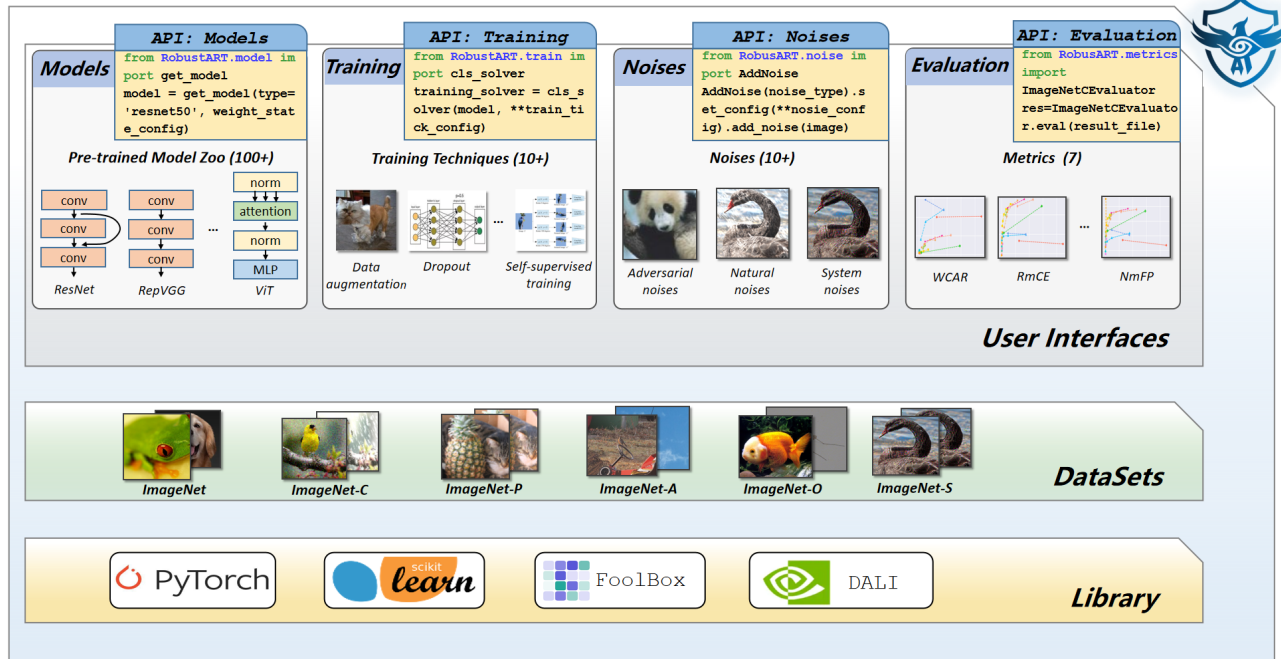 API: Models
Models
from RobustART.model im
port get_model
model = get_model(type=
'resnet50', weight_stat
e_config)
Pre-trained Model Zoo (100+)
conv
conv
conv
ResNet
conv
conv
conv
RepVGG
...
norm
attention
norm
MLP
ViT
API: Training
Training
from RobustART.train im
port cls_solver
training_solver = cls_s
olver(model, **train_ti
ck_config)
Training Techniques (10+)
Data
augmentation
Dropout
...
Self-supervised
training
API: Noises
Noises
from RobusART.noise im
port AddNoise
AddNoise(noise_type).s
et_config(**nosie_conf
ig).add_noise(image)
Noises (10+)
Adversarial
noises
Natural
noises
System
noises
API: Evaluation
Evaluation
from RobusART.metrics
import
ImageNetCEvaluator
res=ImageNetCEvaluato
r.eval(result_file)
Metrics (7)
WCAR
RmCE
...
NmFP
User Interfaces
ImageNet
ImageNet-C
ImageNet-P
ImageNet-A
ImageNet-O
ImageNet-S
DataSets
PyTorch
scikit
learn
FoolBox
DALI
Library